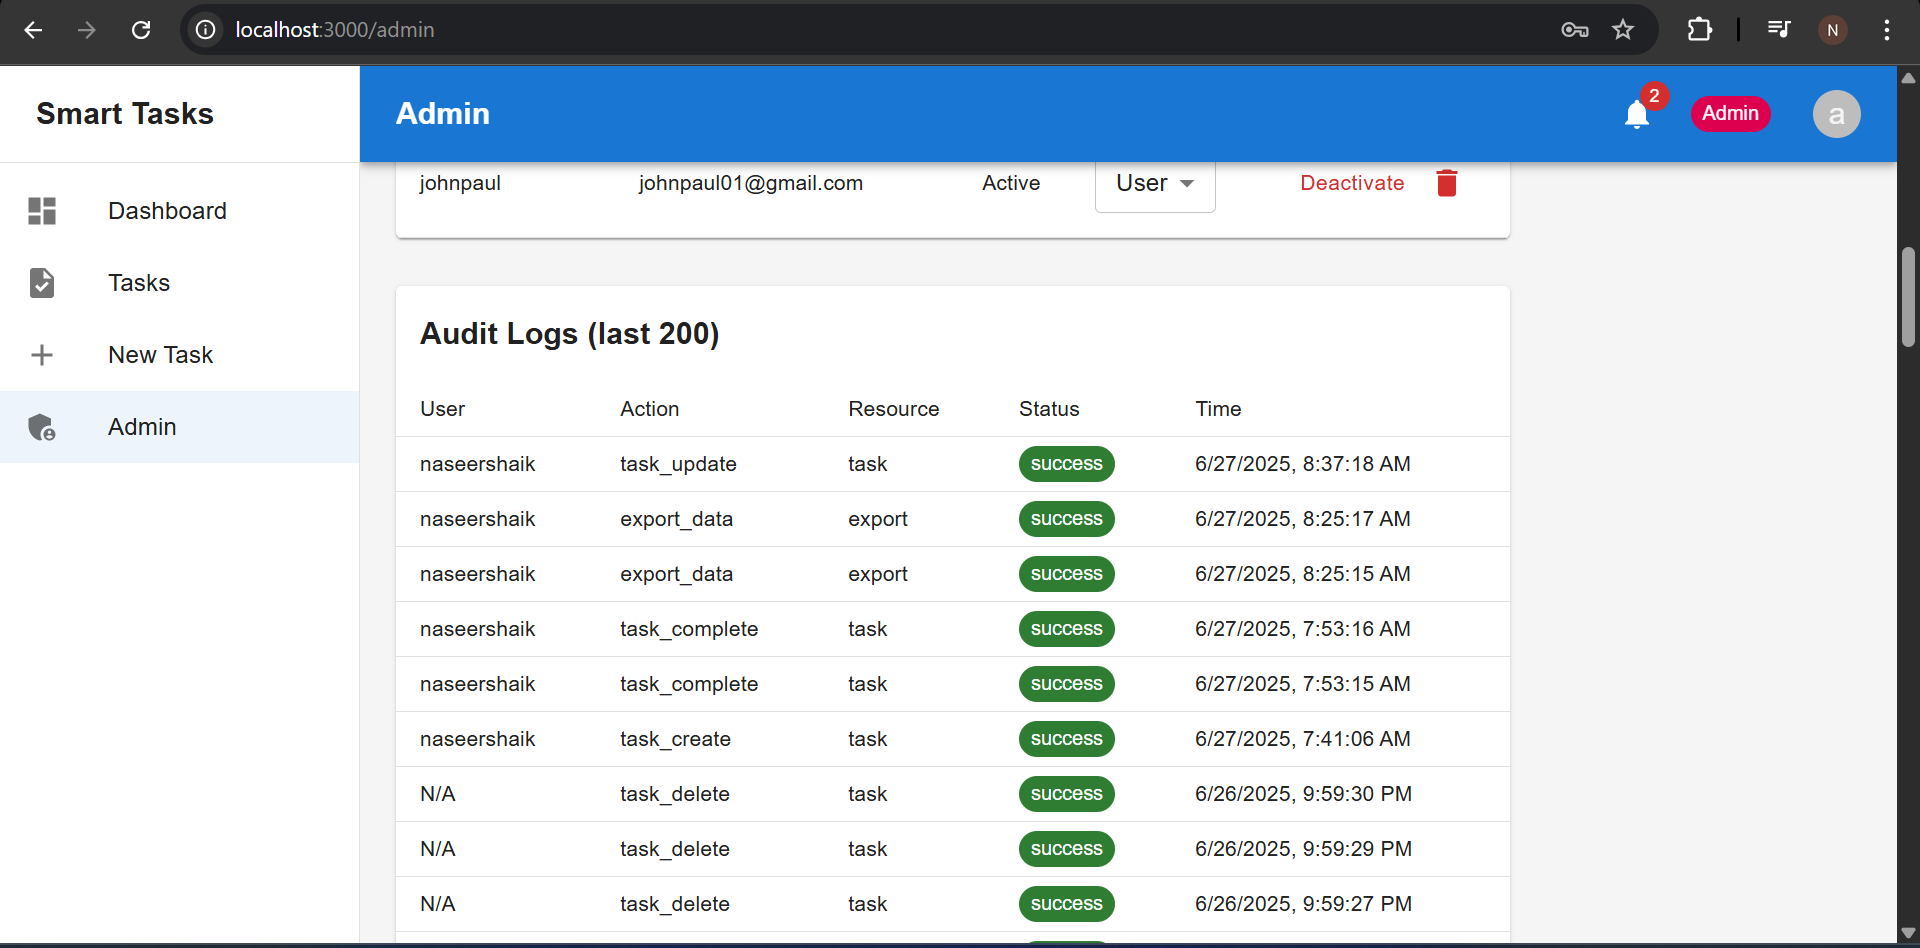 localhost:3000/admin
N
Smart Tasks
Admin
2
Admin
a
Dashboard
Tasks
New Task
Admin
johnpaul johnpaul01@gmail.com Active User Deactivate
Audit Logs (last 200)
User Action Resource Status Time
naseershaik task_update task success 6/27/2025, 8:37:18 AM
naseershaik export_data export success 6/27/2025, 8:25:17 AM
naseershaik export_data export success 6/27/2025, 8:25:15 AM
naseershaik task_complete task success 6/27/2025, 7:53:16 AM
naseershaik task_complete task success 6/27/2025, 7:53:15 AM
naseershaik task_create task success 6/27/2025, 7:41:06 AM
N/A task_delete task success 6/26/2025, 9:59:30 PM
N/A task_delete task success 6/26/2025, 9:59:29 PM
N/A task_delete task success 6/26/2025, 9:59:27 PM